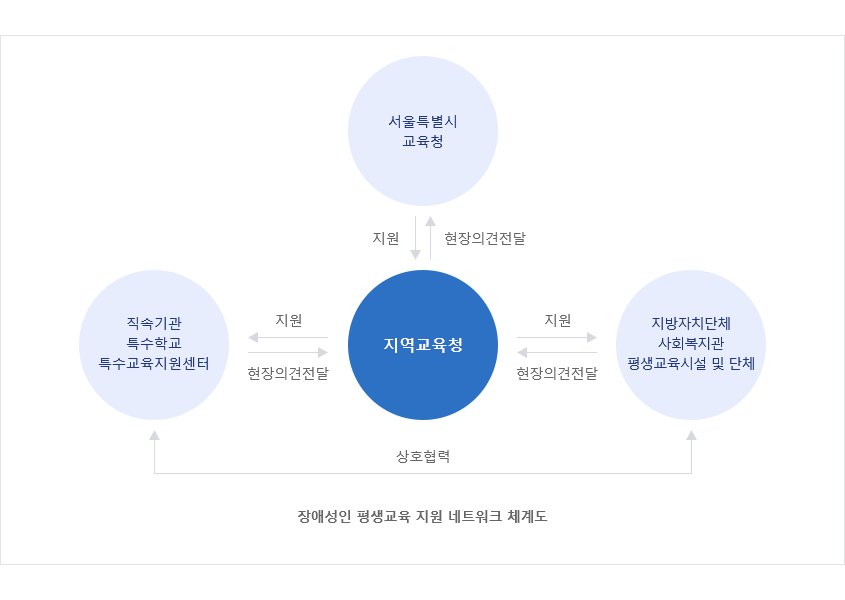 서울특별시
교육청
지원
현장의견전달
직속기관
특수학교
특수교육지원센터
지원
현장의견전달
지역교육청
지원
현장의견전달
지방자치단체
사회복지관
평생교육시설 및 단체
상호협력
장애성인 평생교육 지원 네트워크 체계도